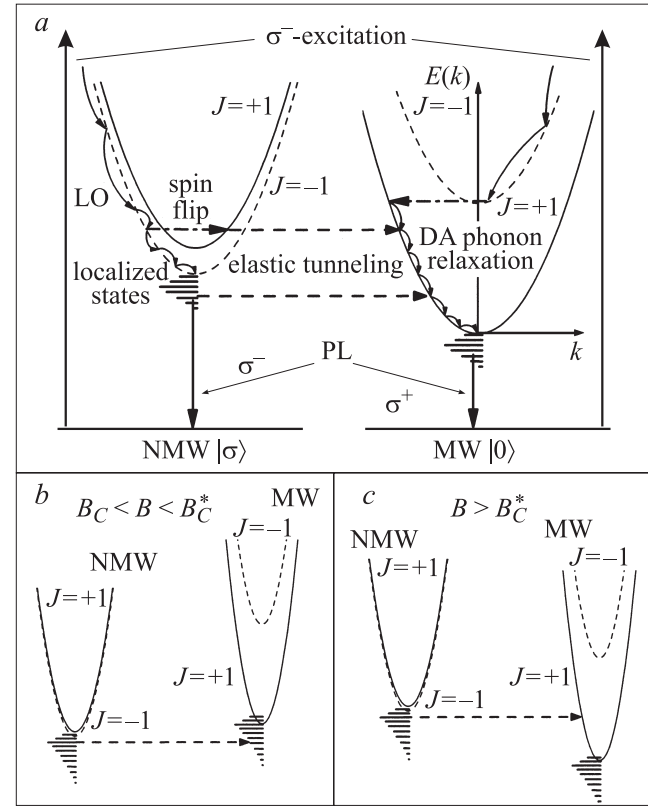 a
σ⁻-excitation
E(k)
J=+1
J=−1
LO
spin
flip
J=−1
J=+1
DA phonon
relaxation
localized
states
elastic tunneling
k
σ⁻
PL
σ⁺
NMW |σ⟩
MW |0⟩
b
B_C < B < B_C^*
MW
J=−1
NMW
J=+1
J=+1
J=−1
c
B > B_C^*
MW
NMW
J=−1
J=+1
J=+1
J=−1